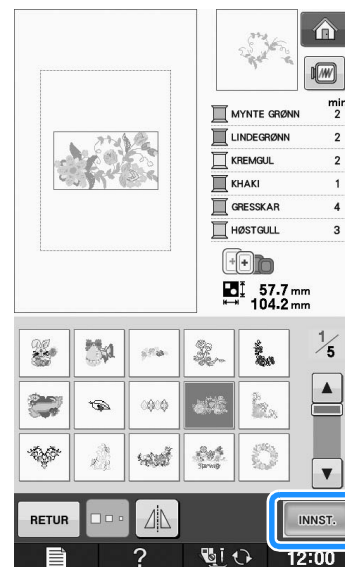 min
MYNTE GRØNN 2
LINDEGRØNN 2
KREMGUL 2
KHAKI 1
GRESSKAR 4
HØSTGULL 3
57.7 mm
104.2 mm
1/5
RETUR
INNST.
?
12:00